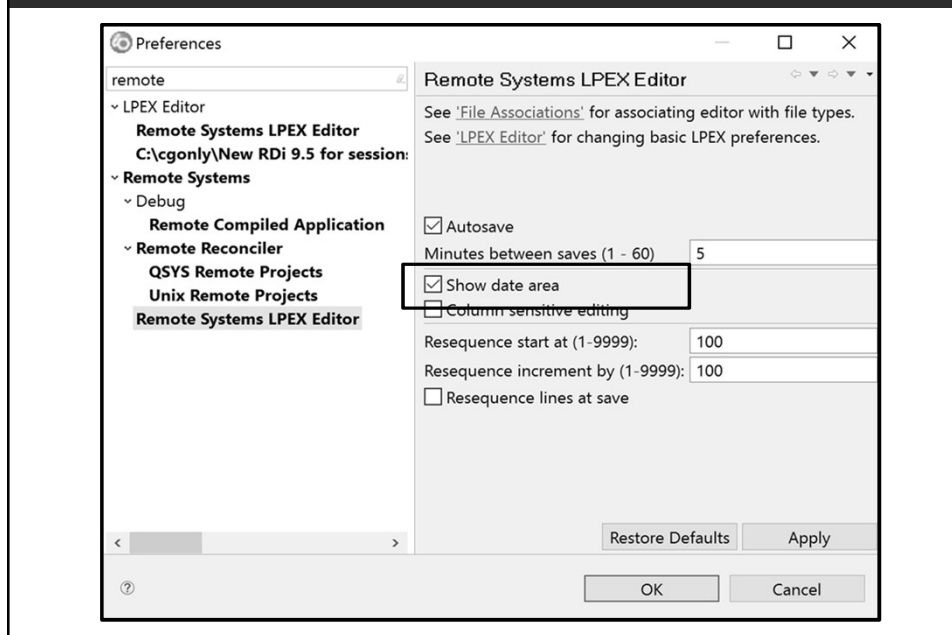 Preferences
remote
LPEX Editor
Remote Systems LPEX Editor
C:\cgonly\New RDi 9.5 for session:
Remote Systems
Debug
Remote Compiled Application
Remote Reconciler
QSYS Remote Projects
Unix Remote Projects
Remote Systems LPEX Editor
Remote Systems LPEX Editor
See 'File Associations' for associating editor with file types.
See 'LPEX Editor' for changing basic LPEX preferences.
Autosave
Minutes between saves (1 - 60) 5
Show date area
Column sensitive editing
Resequence start at (1-9999): 100
Resequence increment by (1-9999): 100
Resequence lines at save
Restore Defaults Apply
OK Cancel